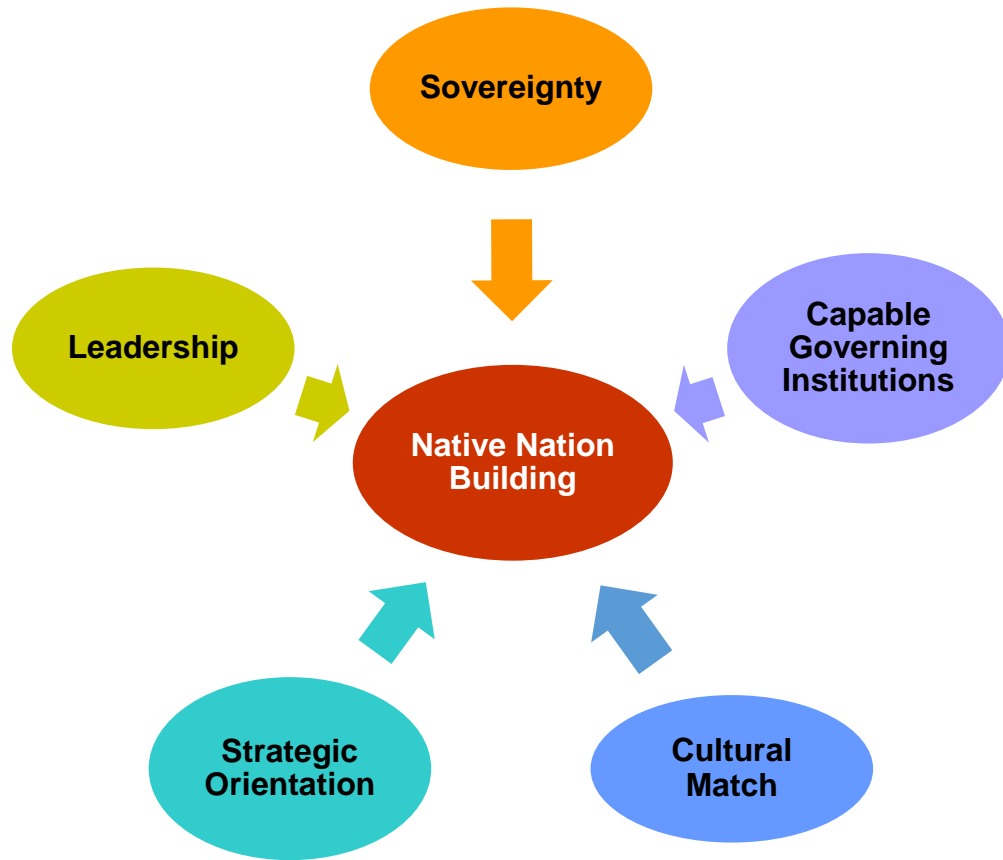 Sovereignty
Leadership
Capable
Governing
Institutions
Native Nation
Building
Strategic
Orientation
Cultural
Match